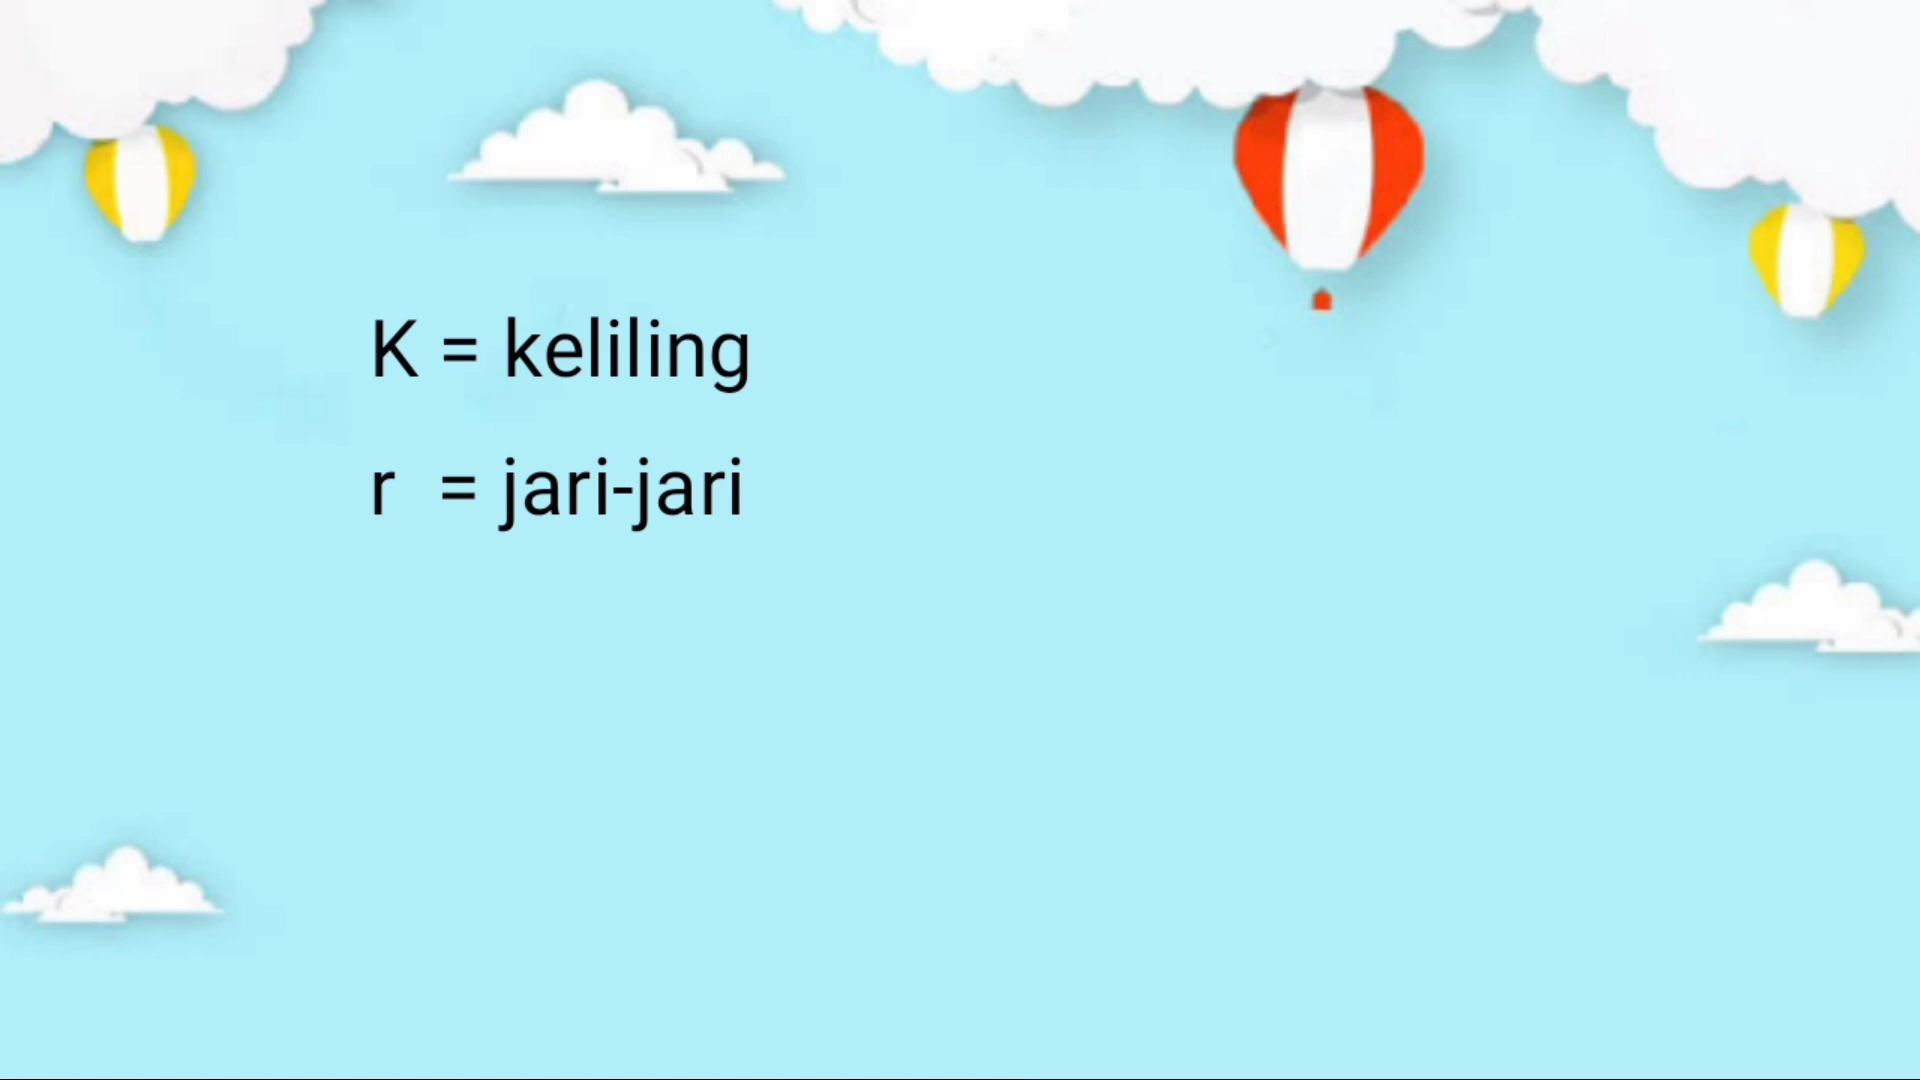 K = keliling
r = jari-jari